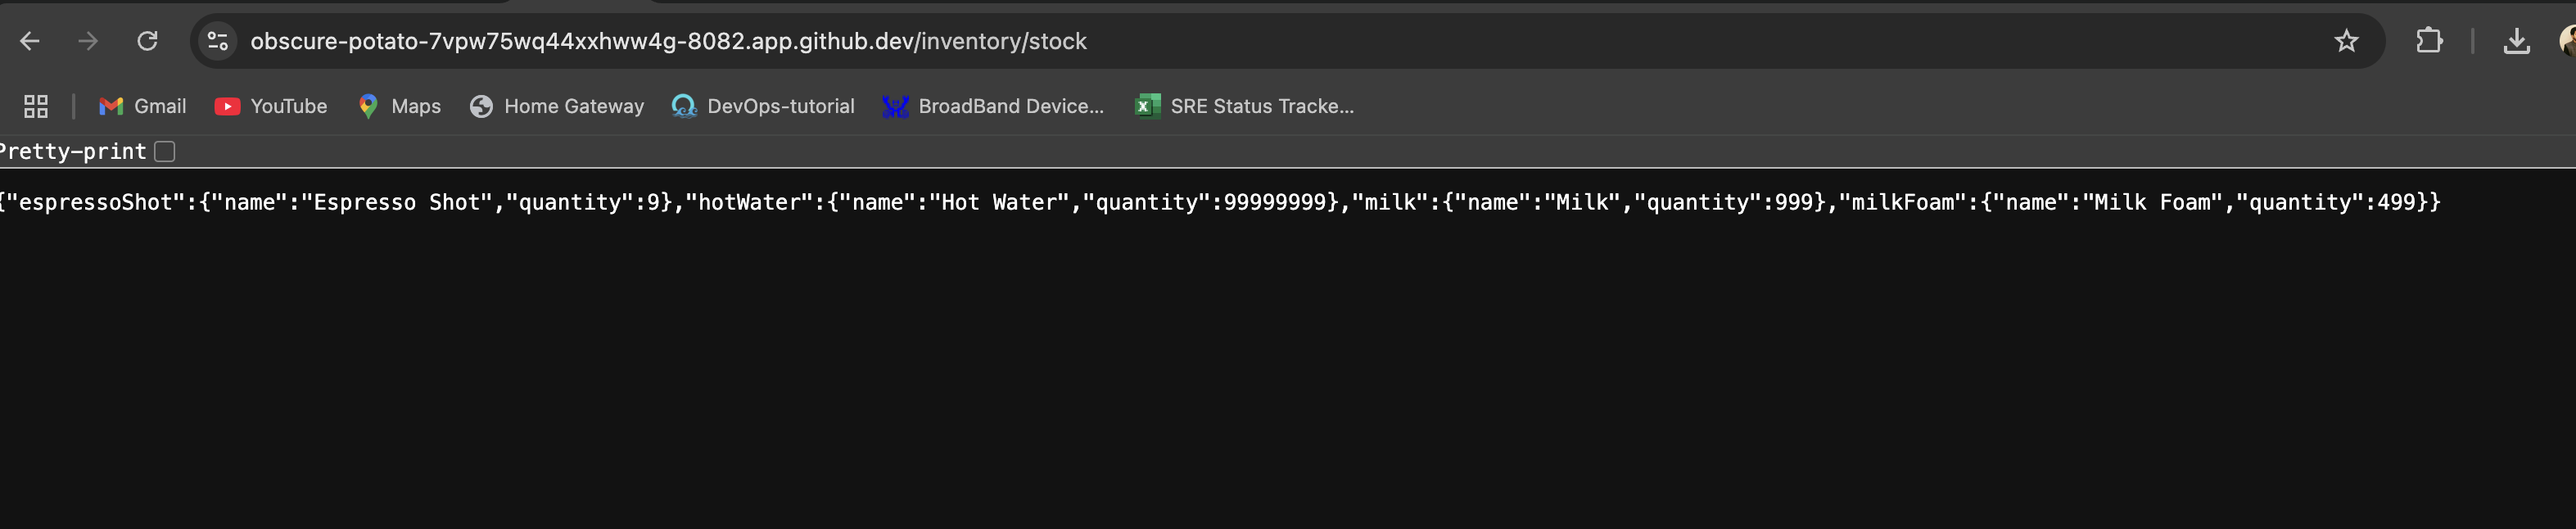 obscure-potato-7vpw75wq44xxhww4g-8082.app.github.dev/inventory/stock
Gmail YouTube Maps Home Gateway DevOps-tutorial BroadBand Device... SRE Status Tracke...
Pretty-print
{"espressoShot":{"name":"Espresso Shot","quantity":9},"hotWater":{"name":"Hot Water","quantity":99999999},"milk":{"name":"Milk","quantity":999},"milkFoam":{"name":"Milk Foam","quantity":499}}